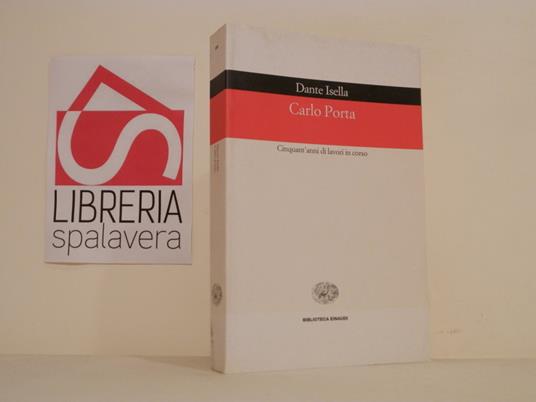 LIBRERIA
spalavera
Dante Isella
Carlo Porta
Cinquant'anni di lavori in corso
BIBLIOTECA EINAUDI